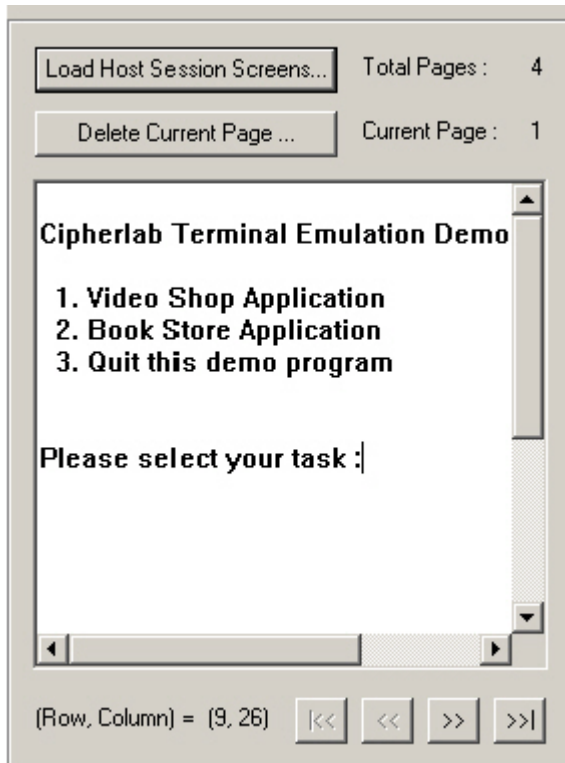 Load Host Session Screens... Total Pages : 4
Delete Current Page ... Current Page : 1
Cipherlab Terminal Emulation Demo
1. Video Shop Application
2. Book Store Application
3. Quit this demo program
Please select your task :
(Row, Column) = (9, 26) |<< << >> >>|